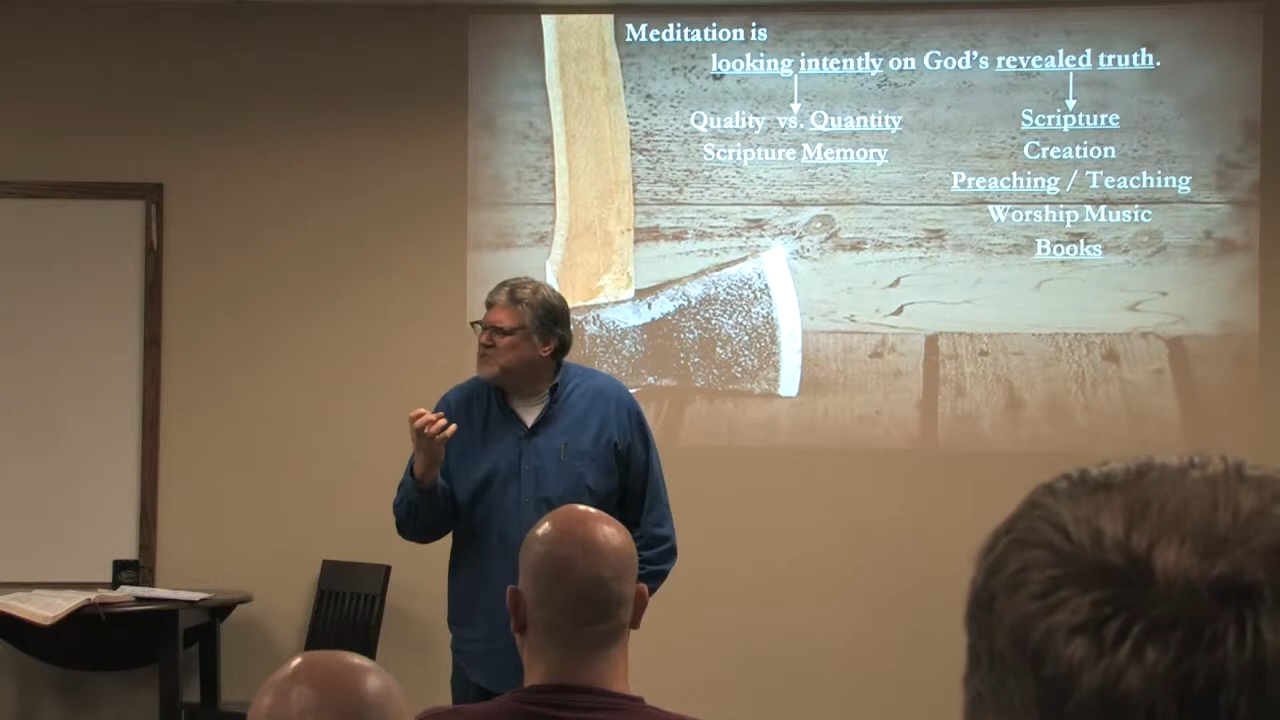 Meditation is
looking intently on God's revealed truth.
Quality vs. Quantity
Scripture Memory
Scripture
Creation
Preaching / Teaching
Worship Music
Books